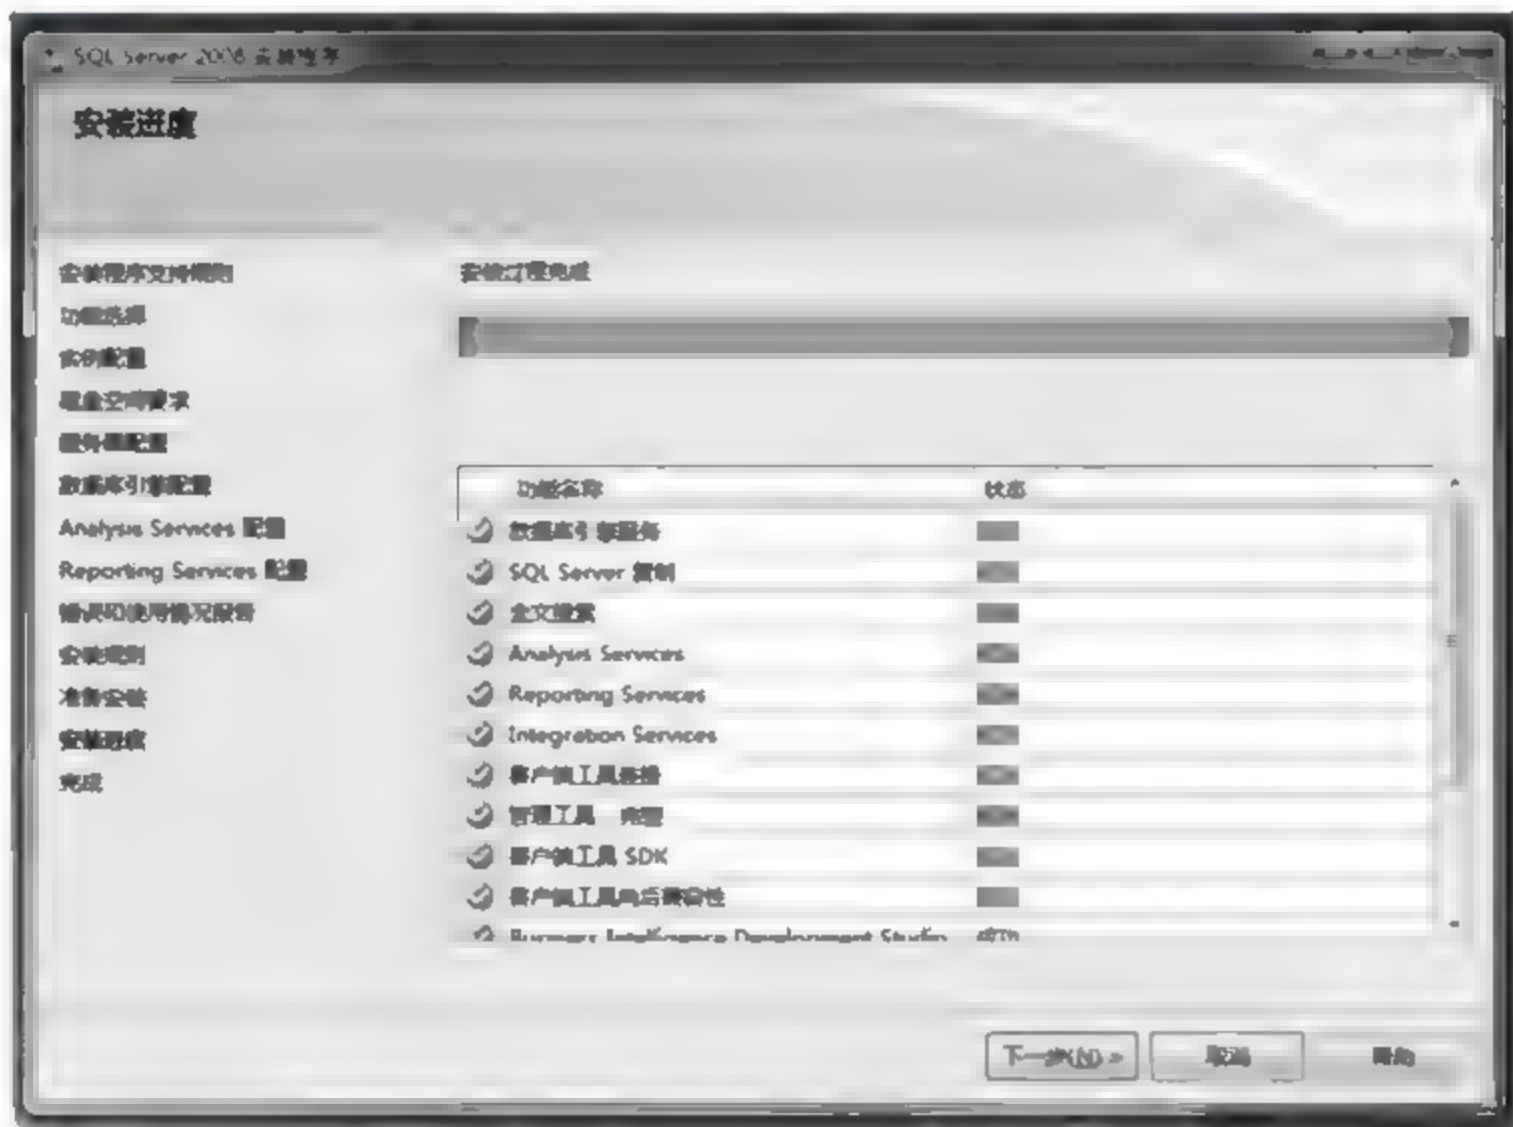 SQL Server 2008 安装程序
安装进度
安装程序支持规则
功能选择
实例配置
磁盘空间要求
服务器配置
数据库引擎配置
Analysis Services 配置
Reporting Services 配置
错误和使用情况报告
安装规则
准备安装
安装进度
完成
安装过程完成
功能名称 状态
数据库引擎服务
SQL Server 复制
全文搜索
Analysis Services
Reporting Services
Integration Services
客户端工具连接
管理工具 - 完整
客户端工具 SDK
客户端工具向后兼容性
Business Intelligence Development Studio 成功
下一步(N) > 取消 帮助